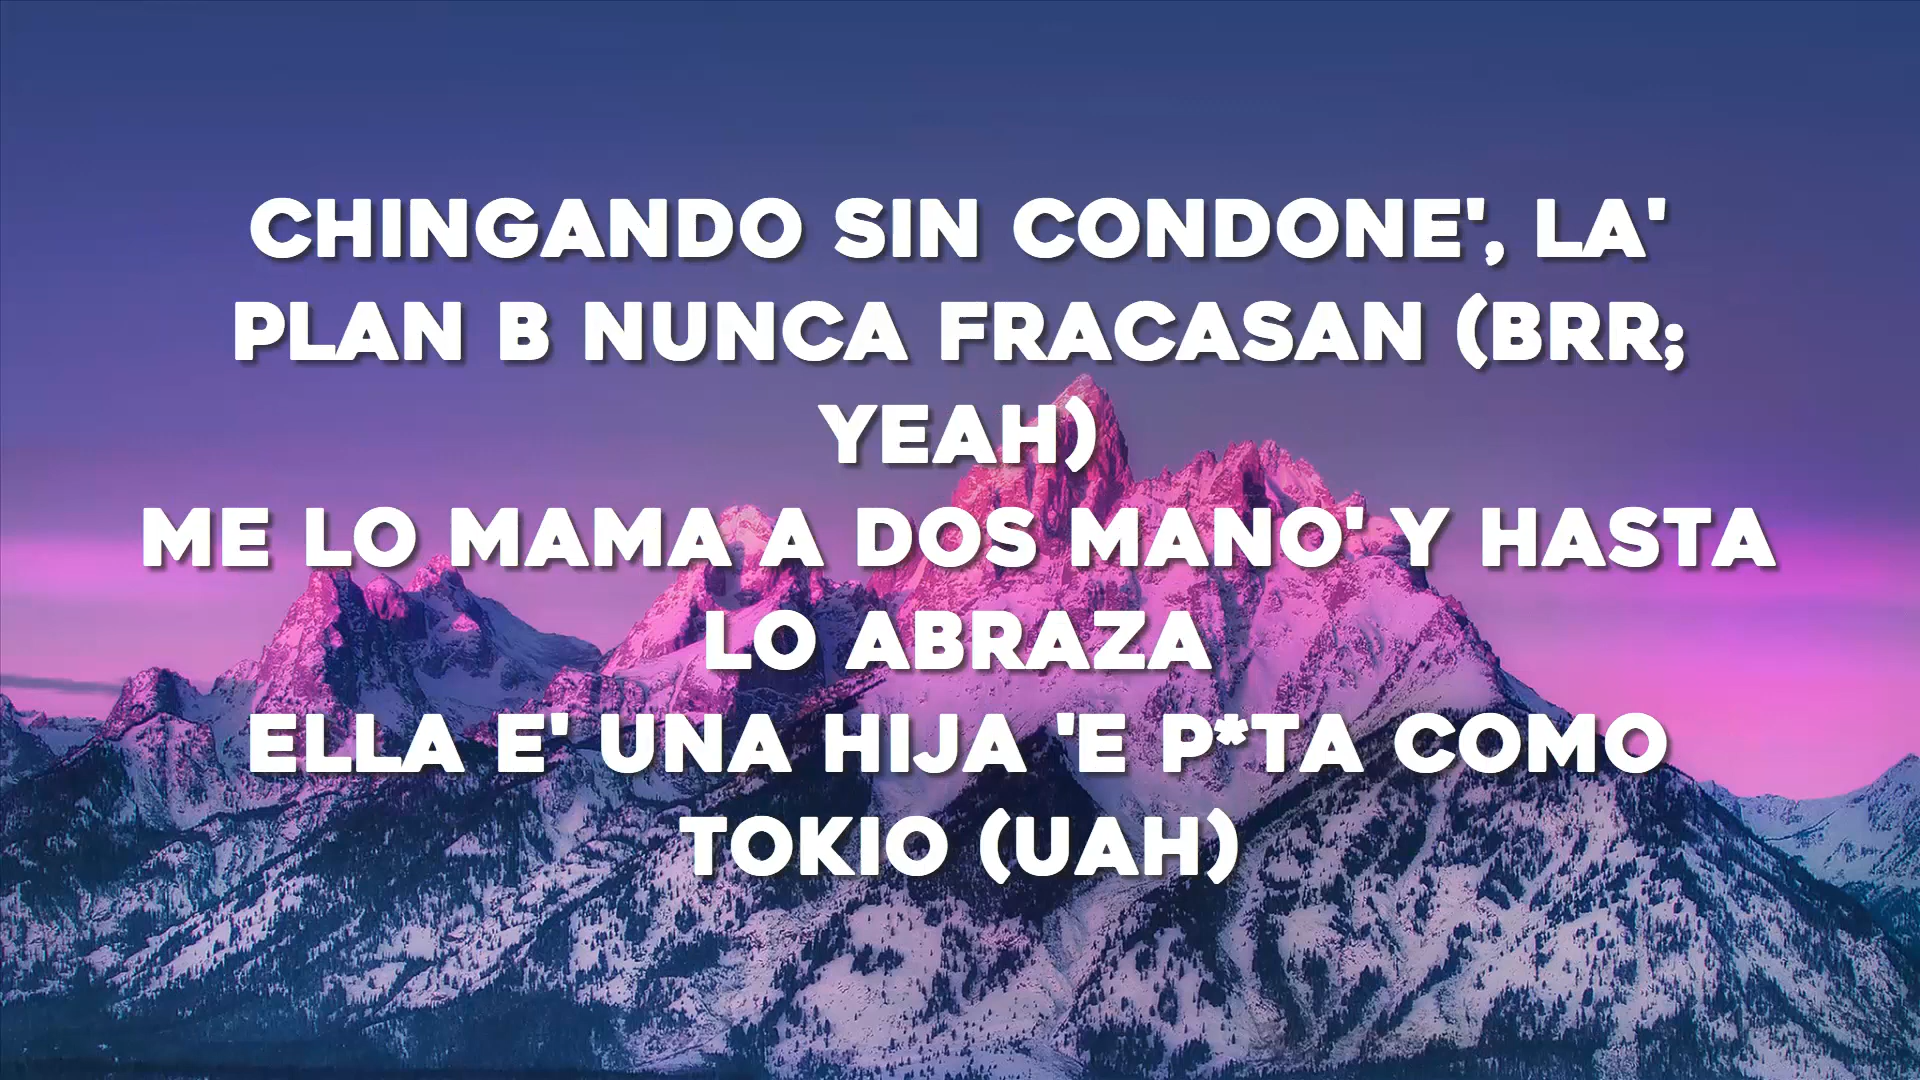 CHINGANDO SIN CONDONE', LA'
PLAN B NUNCA FRACASAN (BRR;
YEAH)
ME LO MAMA A DOS MANO' Y HASTA
LO ABRAZA
ELLA E' UNA HIJA 'E P*TA COMO
TOKIO (UAH)